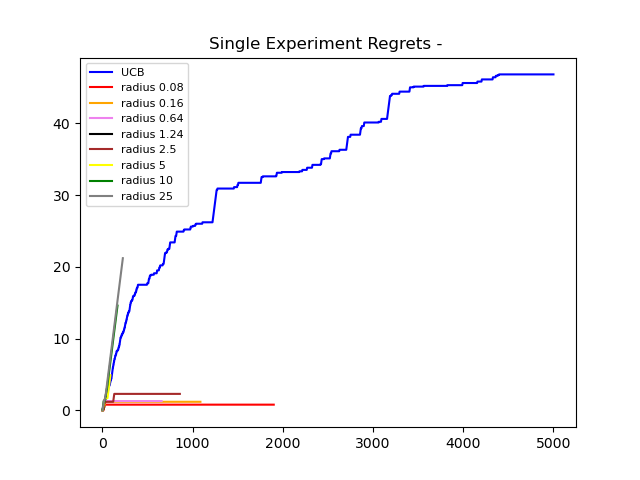 Single Experiment Regrets -
UCB
radius 0.08
radius 0.16
radius 0.64
radius 1.24
radius 2.5
radius 5
radius 10
radius 25
40
30
20
10
0
0 1000 2000 3000 4000 5000